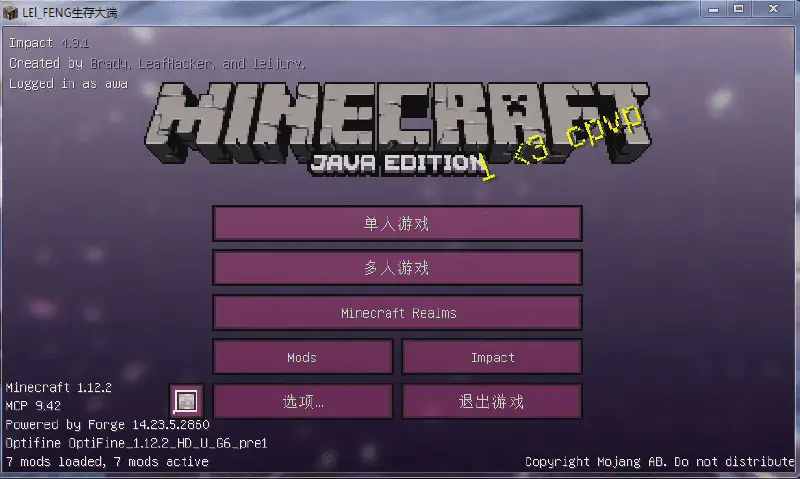 LEI_FENG生存大端
Impact 4.9.1
Created by Brady, LeafHacker, and leijurv.
Logged in as awa
MINECRAFT
JAVA EDITION
I <3 cpvp
单人游戏
多人游戏
Minecraft Realms
Mods
Impact
选项...
退出游戏
Minecraft 1.12.2
MCP 9.42
Powered by Forge 14.23.5.2860
Optifine OptiFine_1.12.2_HD_U_G6_pre1
7 mods loaded, 7 mods active
Copyright Mojang AB. Do not distribute